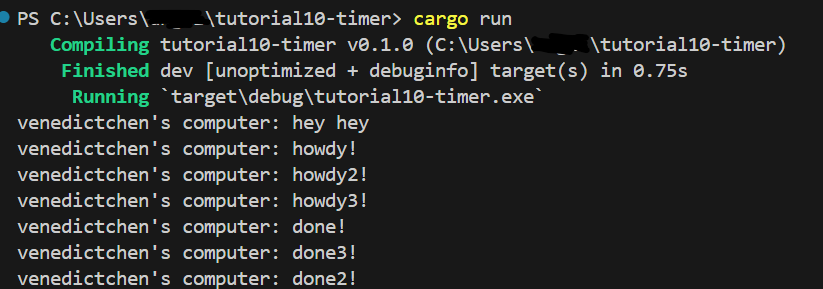 PS C:\Users\ \tutorial10-timer> cargo run
Compiling tutorial10-timer v0.1.0 (C:\Users\ \tutorial10-timer)
Finished dev [unoptimized + debuginfo] target(s) in 0.75s
Running `target\debug\tutorial10-timer.exe`
venedictchen's computer: hey hey
venedictchen's computer: howdy!
venedictchen's computer: howdy2!
venedictchen's computer: howdy3!
venedictchen's computer: done!
venedictchen's computer: done3!
venedictchen's computer: done2!